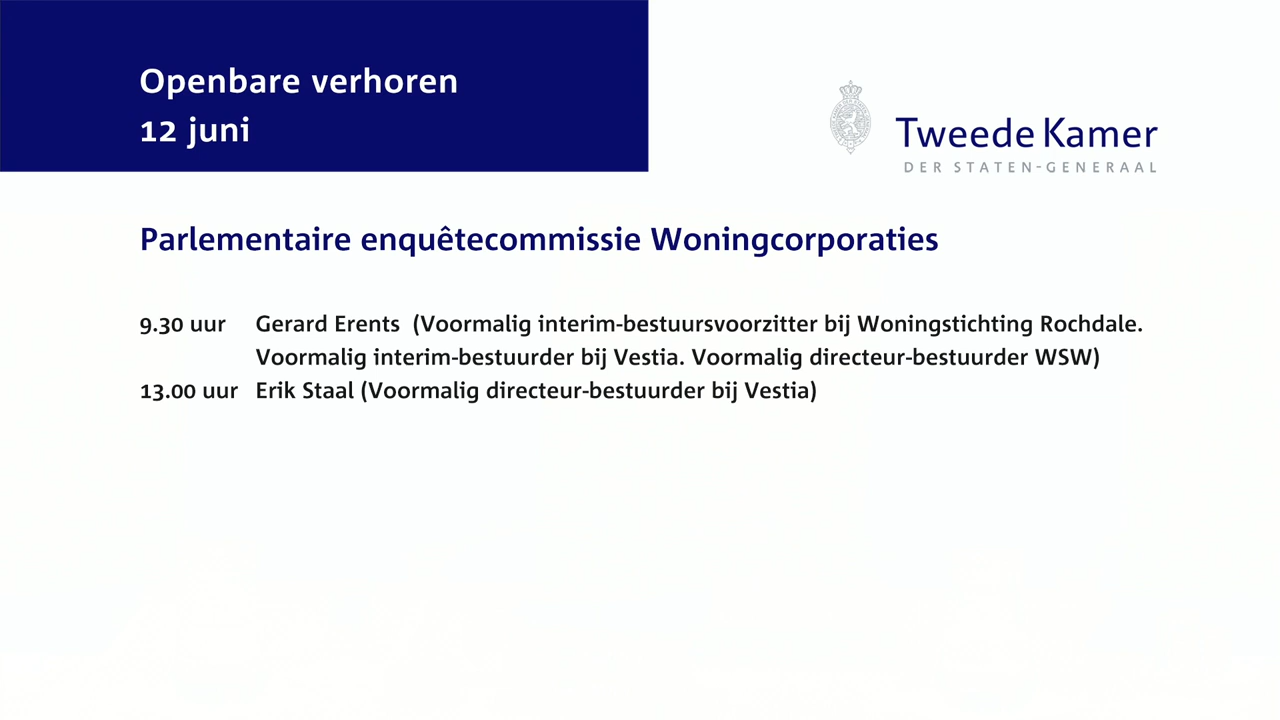 Openbare verhoren
12 juni
Tweede Kamer
DER STATEN-GENERAAL
Parlementaire enquêtecommissie Woningcorporaties
9.30 uur Gerard Erents (Voormalig interim-bestuursvoorzitter bij Woningstichting Rochdale.
Voormalig interim-bestuurder bij Vestia. Voormalig directeur-bestuurder WSW)
13.00 uur Erik Staal (Voormalig directeur-bestuurder bij Vestia)